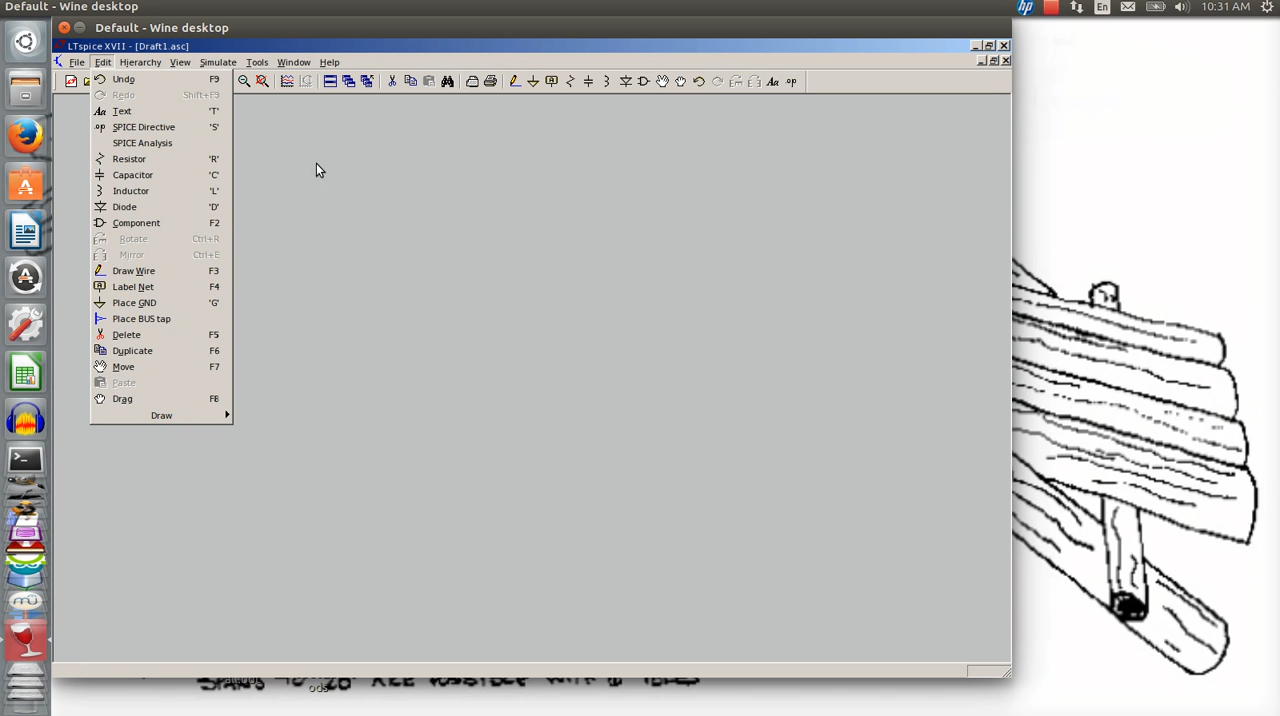 Default - Wine desktop
En
10:31 AM
Default - Wine desktop
LTspice XVII - [Draft1.asc]
File Edit Hierarchy View Simulate Tools Window Help
Undo F9
Redo Shift+F9
Text 'T'
SPICE Directive 'S'
SPICE Analysis
Resistor 'R'
Capacitor 'C'
Inductor 'L'
Diode 'D'
Component F2
Rotate Ctrl+R
Mirror Ctrl+E
Draw Wire F3
Label Net F4
Place GND 'G'
Place BUS tap
Delete F5
Duplicate F6
Move F7
Paste
Drag F8
Draw
ods